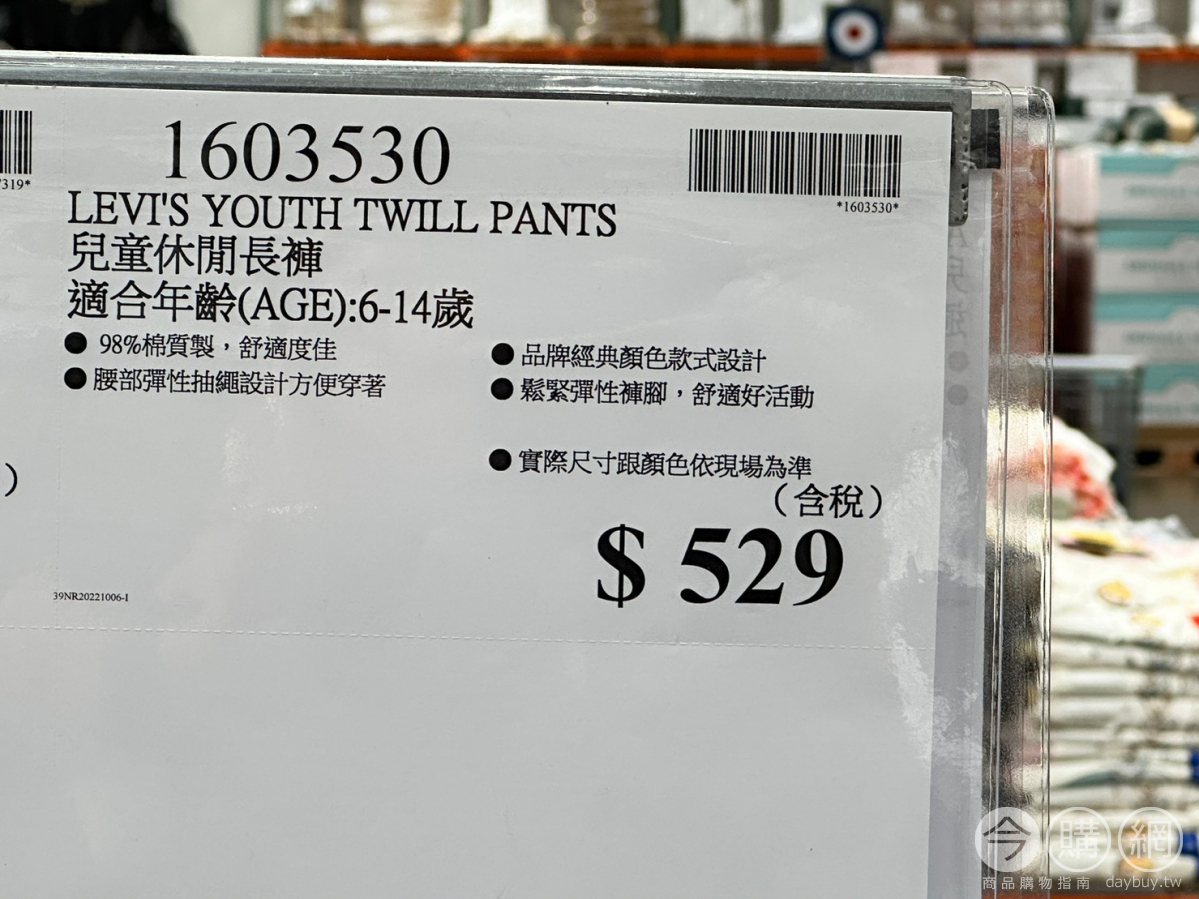 7319*
1603530
*1603530*
LEVI'S YOUTH TWILL PANTS
兒童休閒長褲
適合年齡(AGE):6-14歲
● 98%棉質製，舒適度佳
● 腰部彈性抽繩設計方便穿著
● 品牌經典顏色款式設計
● 鬆緊彈性褲腳，舒適好活動
● 實際尺寸跟顏色依現場為準
）
（含稅）
$ 529
39NR20221006-I
今購網
商品購物指南 daybuy.tw